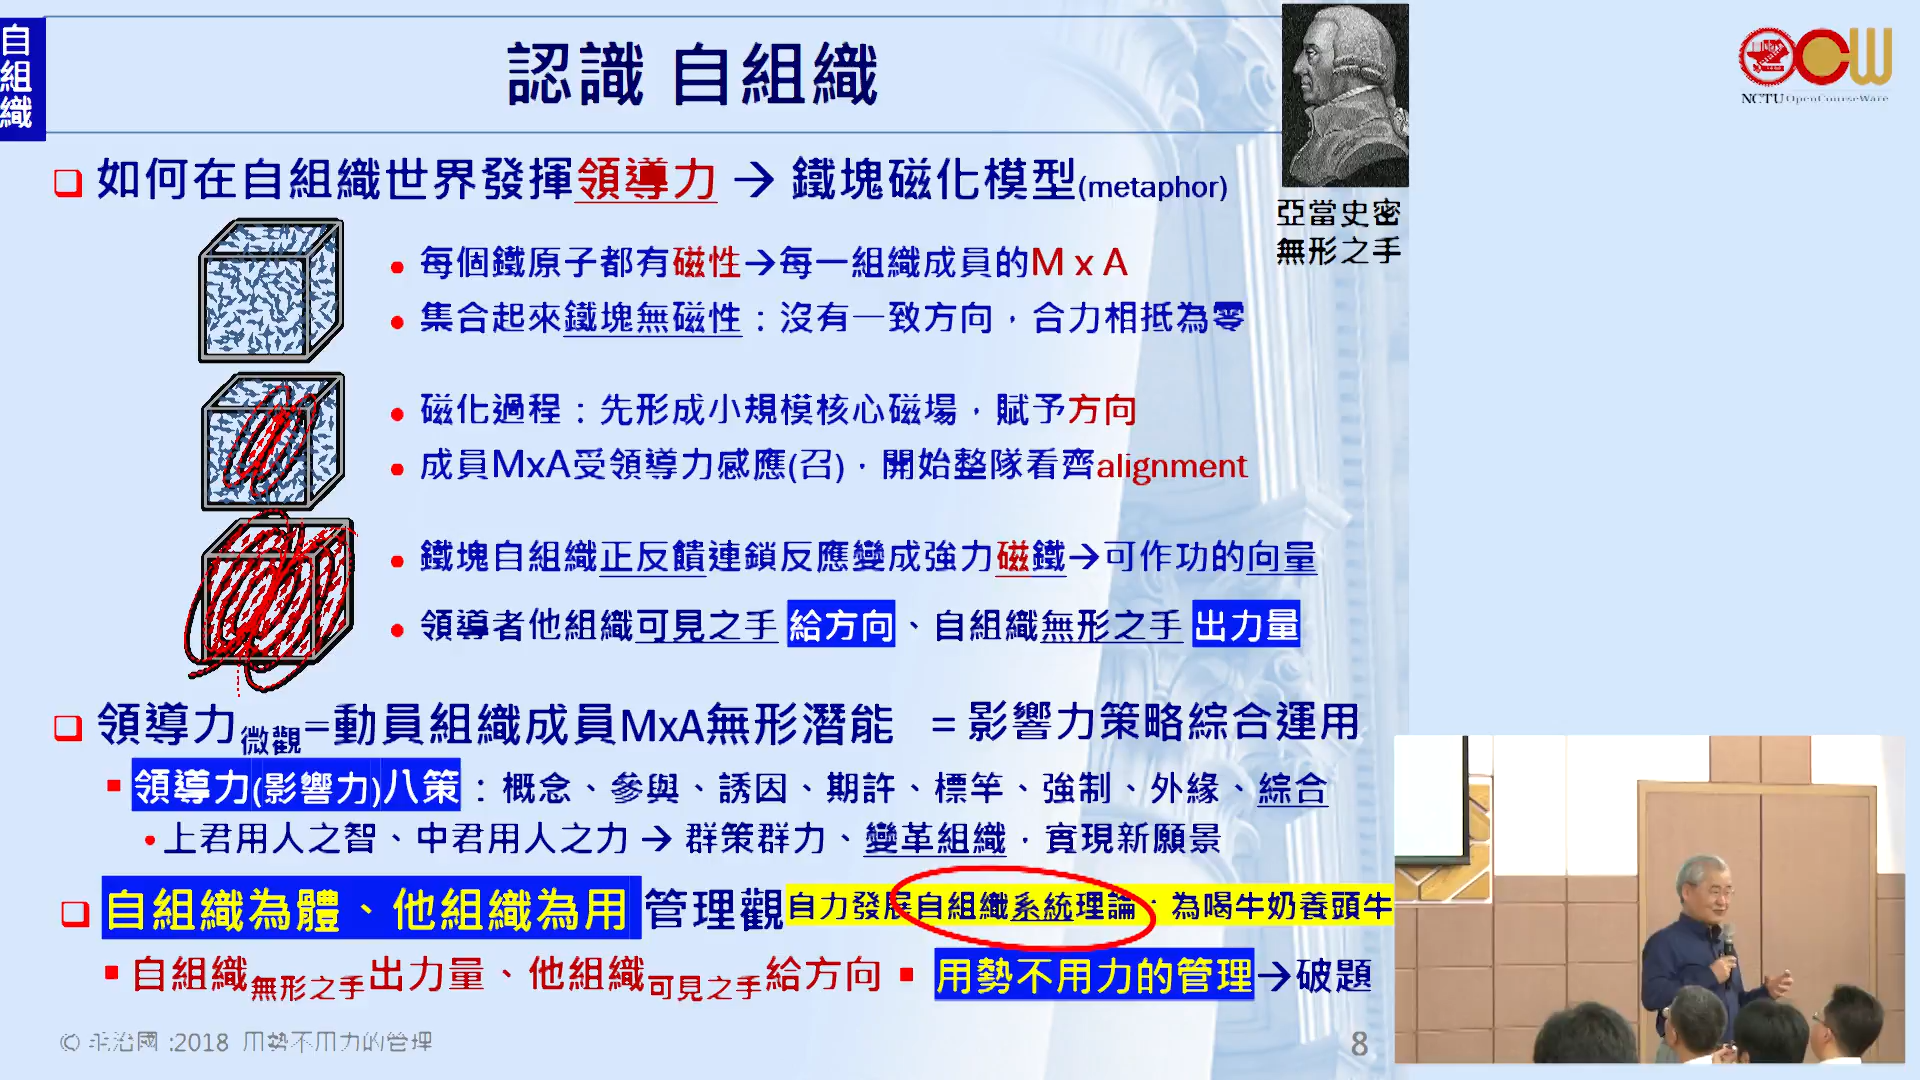 自組織
認識 自組織
NCTU OpenCourseWare
亞當史密
無形之手
❑ 如何在自組織世界發揮領導力 → 鐵塊磁化模型(metaphor)
• 每個鐵原子都有磁性→每一組織成員的M x A
• 集合起來鐵塊無磁性：沒有一致方向，合力相抵為零
• 磁化過程：先形成小規模核心磁場，賦予方向
• 成員MxA受領導力感應(召)，開始整隊看齊alignment
• 鐵塊自組織正反饋連鎖反應變成強力磁鐵→可作功的向量
• 領導者他組織可見之手 給方向、自組織無形之手 出力量
❑ 領導力微觀=動員組織成員MxA無形潛能 = 影響力策略綜合運用
▪ 領導力(影響力)八策：概念、參與、誘因、期許、標竿、強制、外緣、綜合
• 上君用人之智、中君用人之力 → 群策群力、變革組織，實現新願景
❑ 自組織為體、他組織為用 管理觀 自力發展自組織系統理論：為喝牛奶養頭牛
▪ 自組織無形之手出力量、他組織可見之手給方向 ▪ 用勢不用力的管理→破題
© 毛治國 :2018 用勢不用力的管理
8